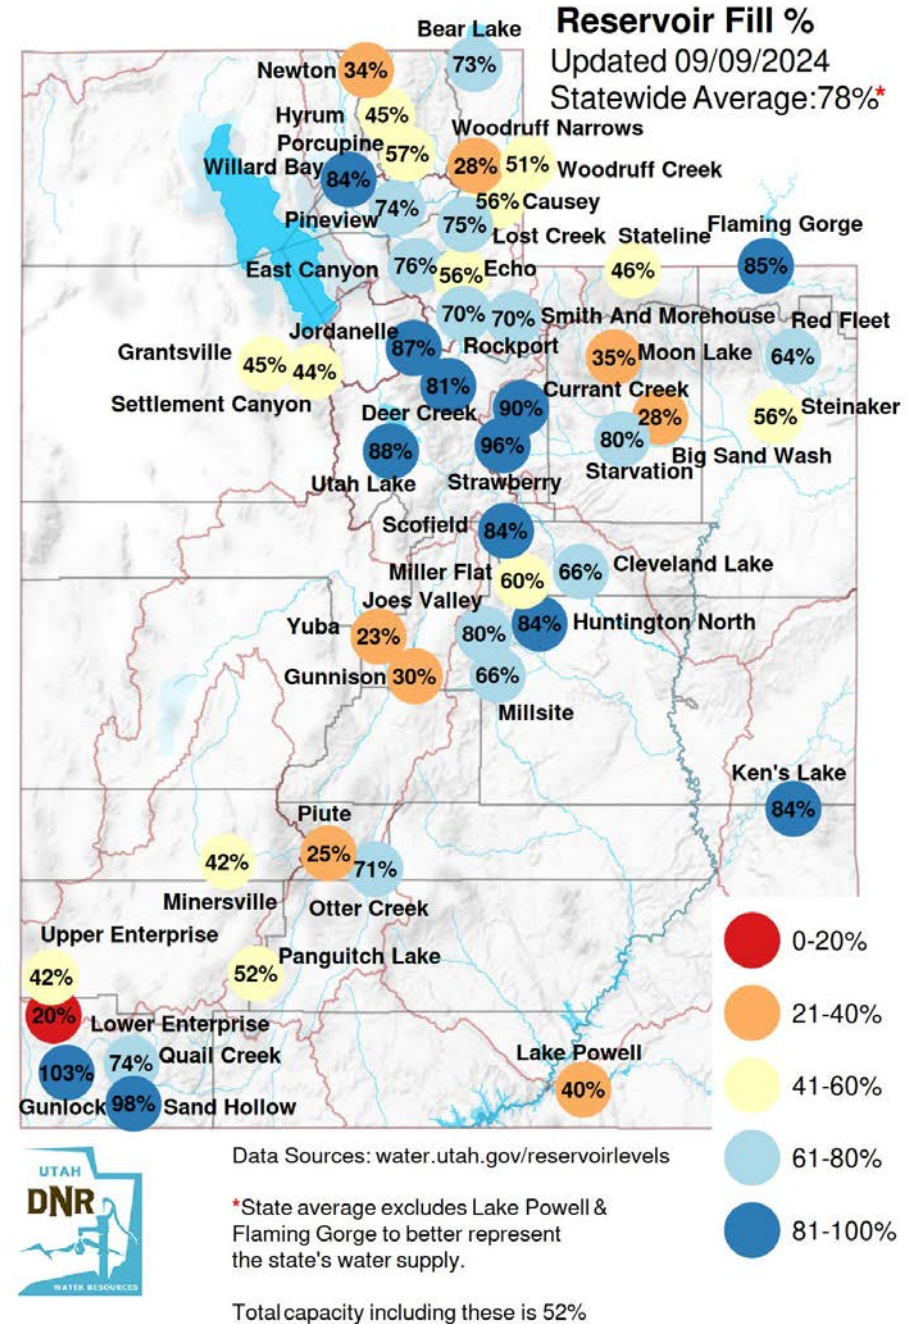 Reservoir Fill %
Updated 09/09/2024
Statewide Average:78%*
Bear Lake
73%
Newton 34%
Hyrum 45%
Porcupine 57%
Woodruff Narrows
28%
51% Woodruff Creek
Willard Bay 84%
Pineview 74%
56% Causey
75%
Lost Creek
Stateline
46%
Flaming Gorge
85%
East Canyon 76%
56% Echo
70%
Rockport
70% Smith And Morehouse
Red Fleet
64%
Jordanelle
87%
Grantsville 45%
44%
Settlement Canyon
35% Moon Lake
81%
Deer Creek
Currant Creek
90%
28%
Big Sand Wash
56% Steinaker
80%
Starvation
88%
Utah Lake
96%
Strawberry
Scofield 84%
Miller Flat 60%
66% Cleveland Lake
Joes Valley
80%
84% Huntington North
Yuba 23%
Gunnison 30%
66%
Millsite
Ken's Lake
84%
Piute
25%
71%
Otter Creek
42%
Minersville
Upper Enterprise
42%
52% Panguitch Lake
20% Lower Enterprise
103%
Gunlock
74% Quail Creek
98% Sand Hollow
Lake Powell
40%
0-20%
21-40%
41-60%
61-80%
81-100%
UTAH
DNR
WATER RESOURCES
Data Sources: water.utah.gov/reservoirlevels
*State average excludes Lake Powell &
Flaming Gorge to better represent
the state's water supply.
Total capacity including these is 52%